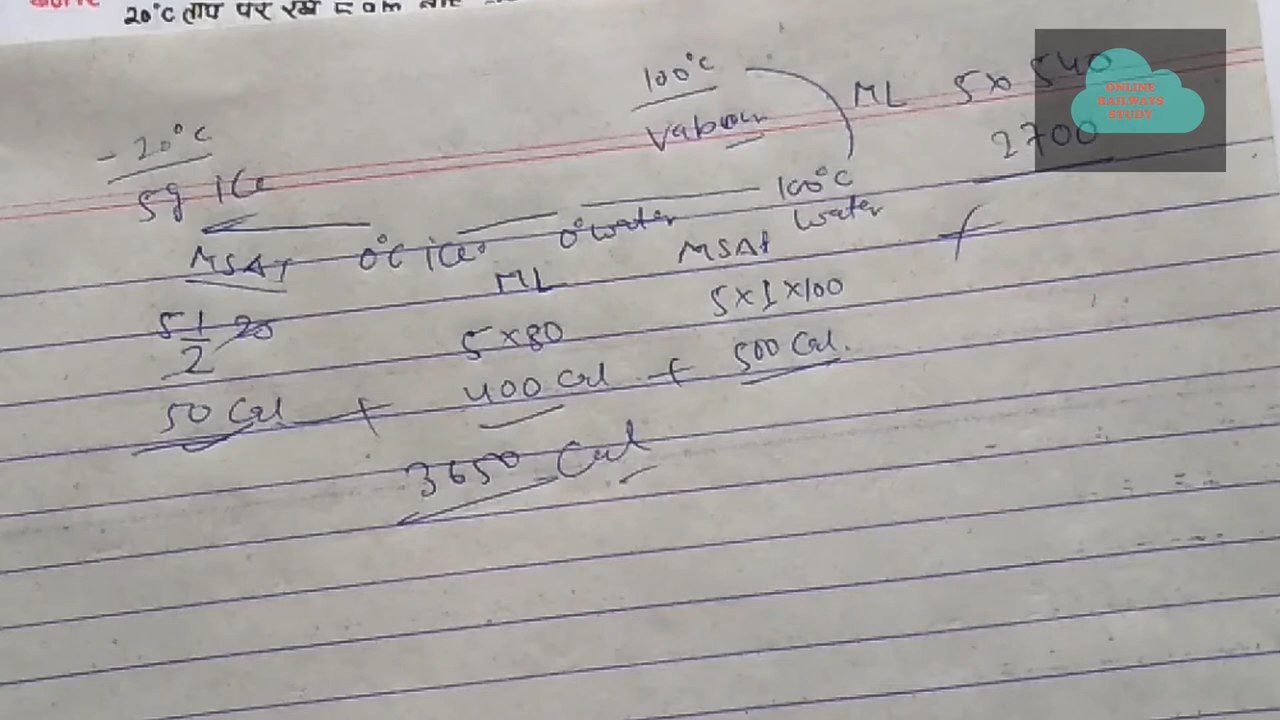 20°C ताप पर रखे
100°C
Vabour
ML 5 x 540
2700
ONLINE
RAILWAYS
STUDY
- 20°C
5g ice
100°C
water
MSΔT 0°C ice 0° water
ML
MSΔt
5 1/2 20
5 x 80
5 x 1 x 100
50 Cal + 400 Cal + 500 Cal.
3650 Cal